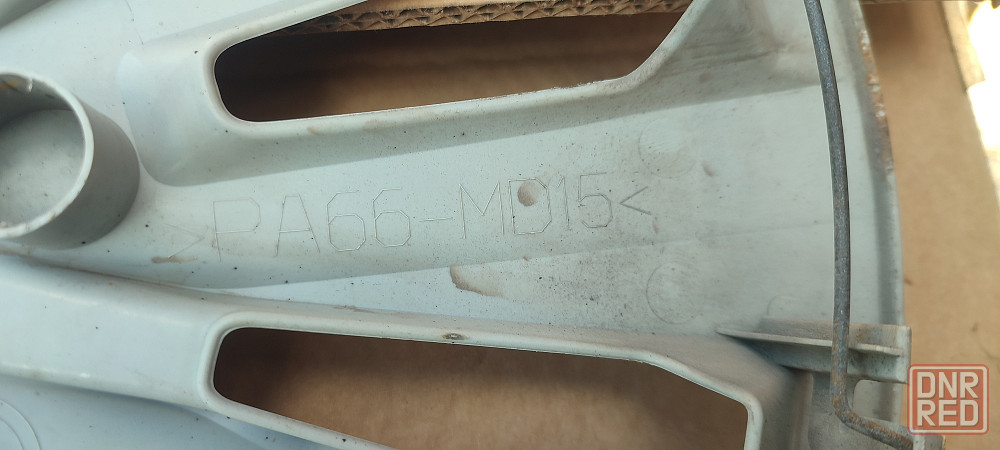 >PA66-MD15<
DNR
RED